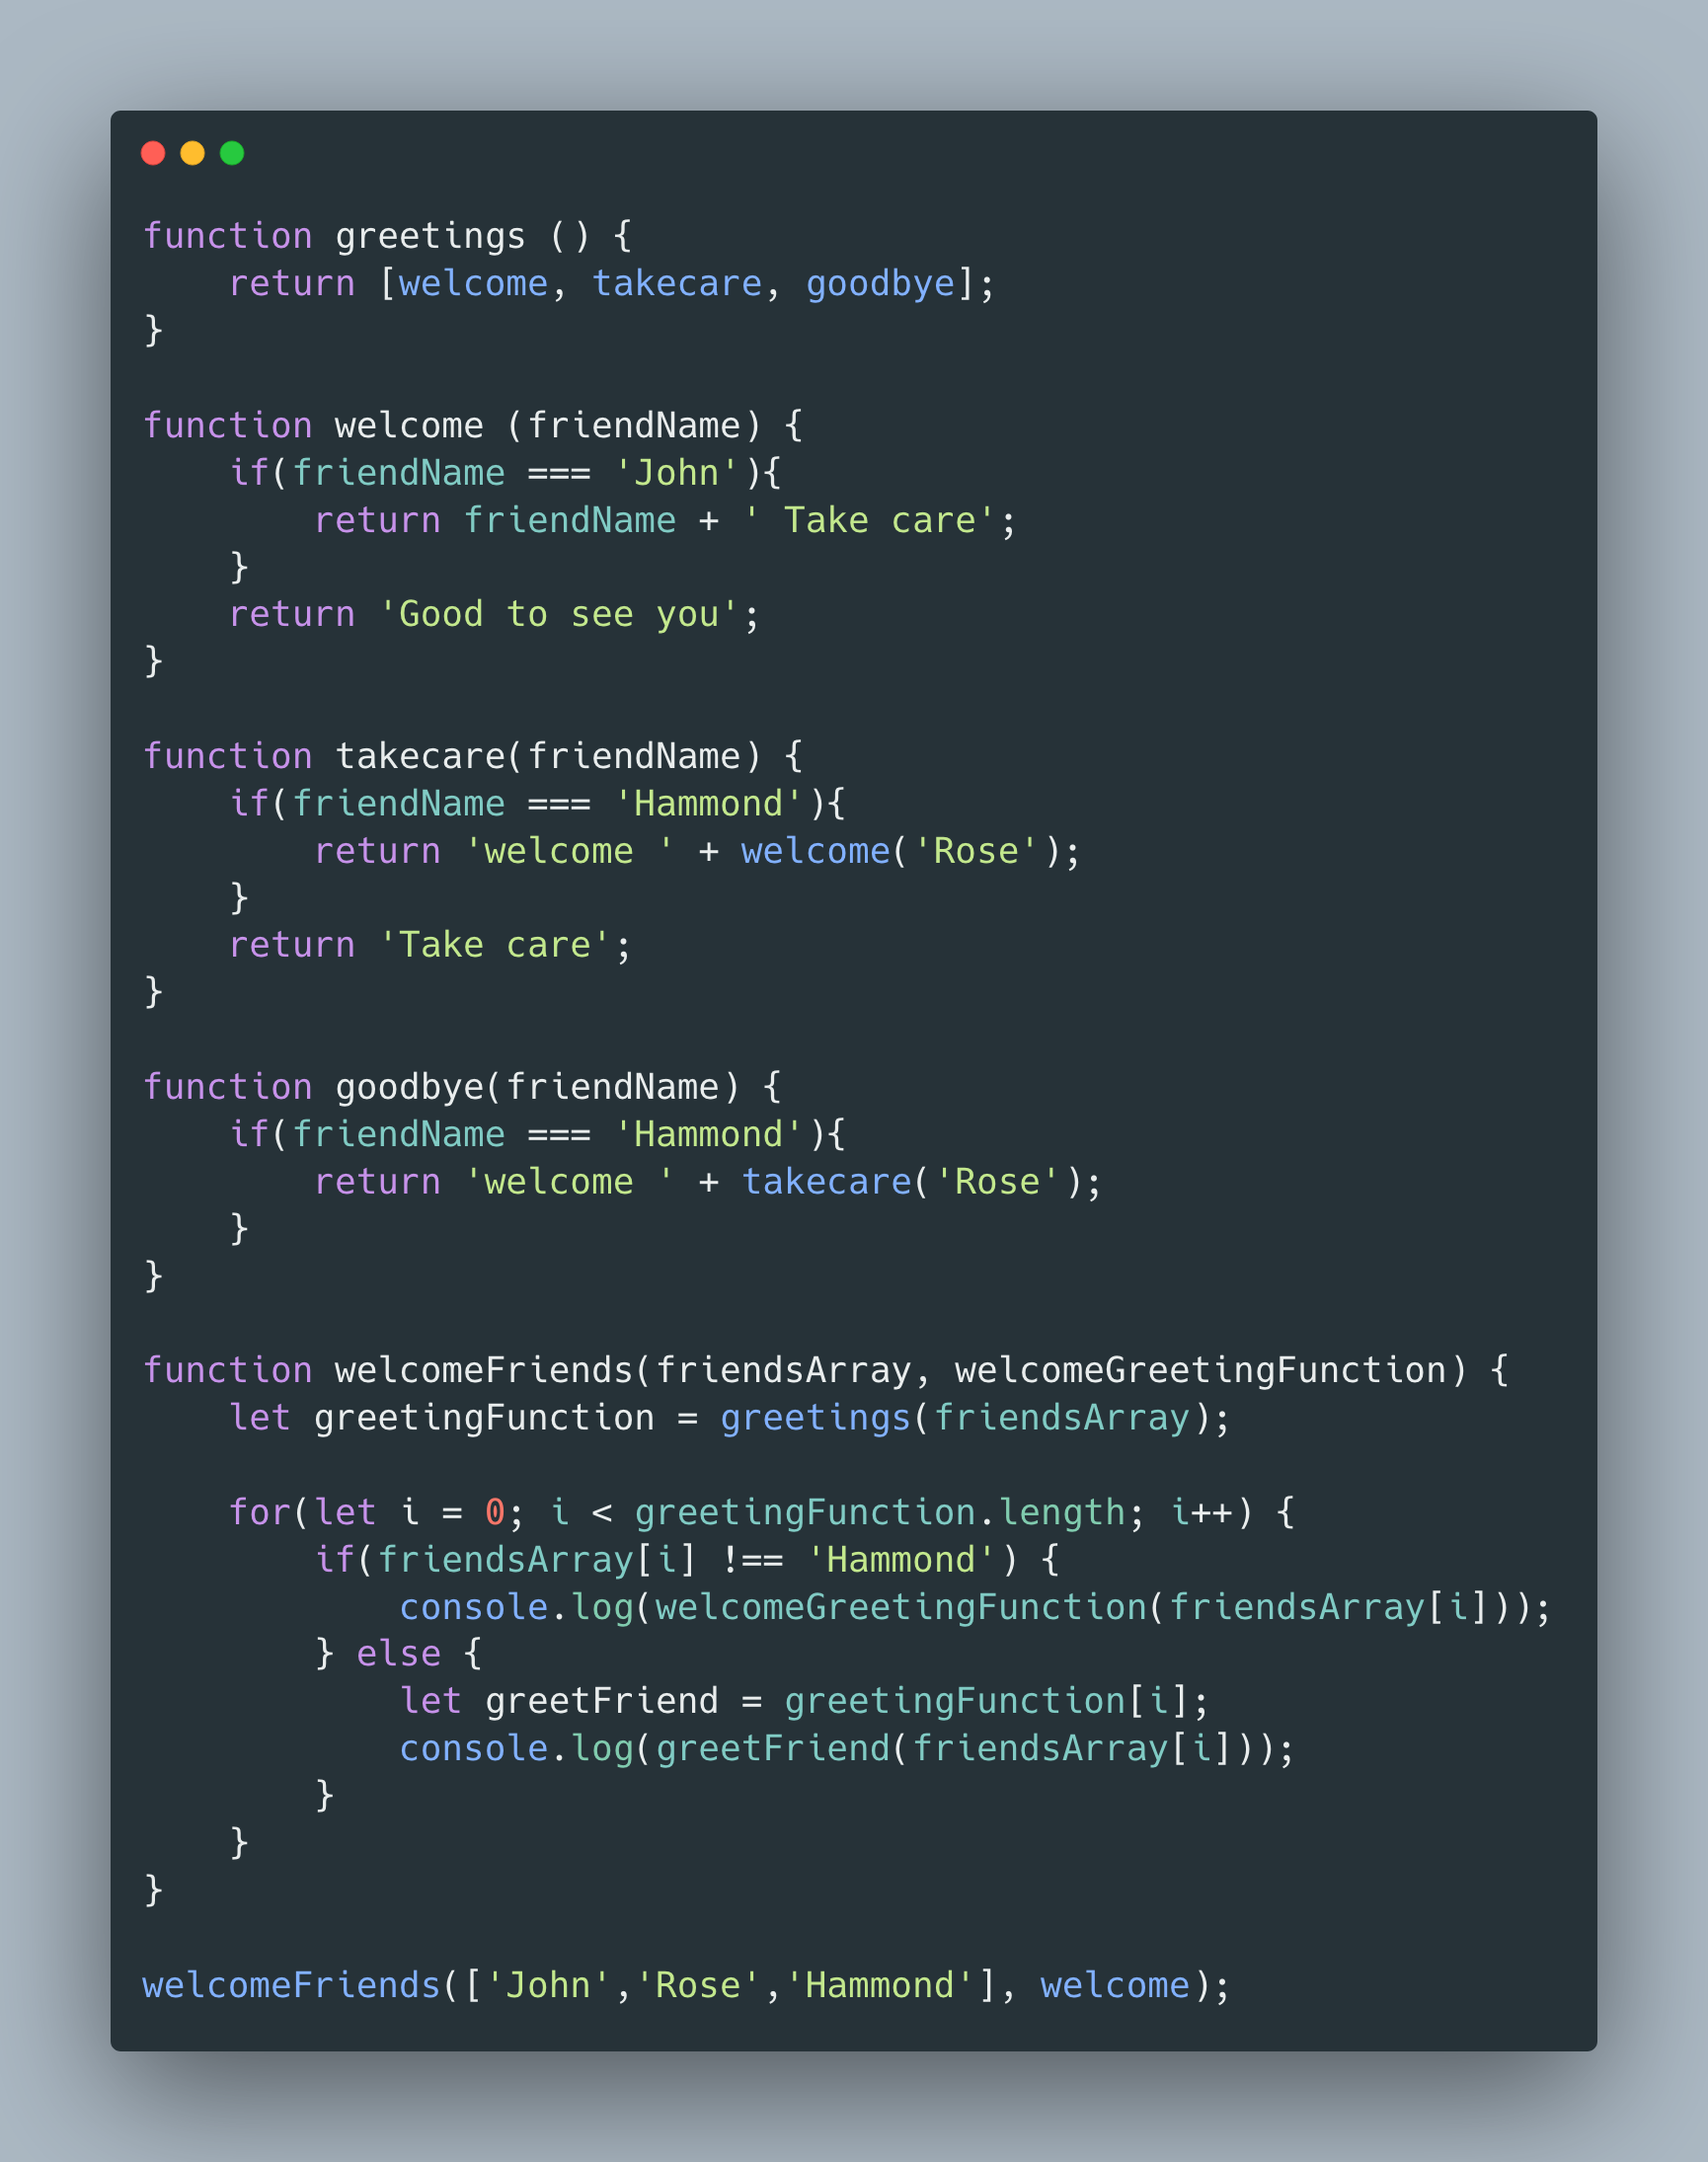 function greetings () {
    return [welcome, takecare, goodbye];
}

function welcome (friendName) {
    if(friendName === 'John'){
        return friendName + ' Take care';
    }
    return 'Good to see you';
}

function takecare(friendName) {
    if(friendName === 'Hammond'){
        return 'welcome ' + welcome('Rose');
    }
    return 'Take care';
}

function goodbye(friendName) {
    if(friendName === 'Hammond'){
        return 'welcome ' + takecare('Rose');
    }
}

function welcomeFriends(friendsArray, welcomeGreetingFunction) {
    let greetingFunction = greetings(friendsArray);

    for(let i = 0; i < greetingFunction.length; i++) {
        if(friendsArray[i] !== 'Hammond') {
            console.log(welcomeGreetingFunction(friendsArray[i]));
        } else {
            let greetFriend = greetingFunction[i];
            console.log(greetFriend(friendsArray[i]));
        }
    }
}

welcomeFriends(['John','Rose','Hammond'], welcome);